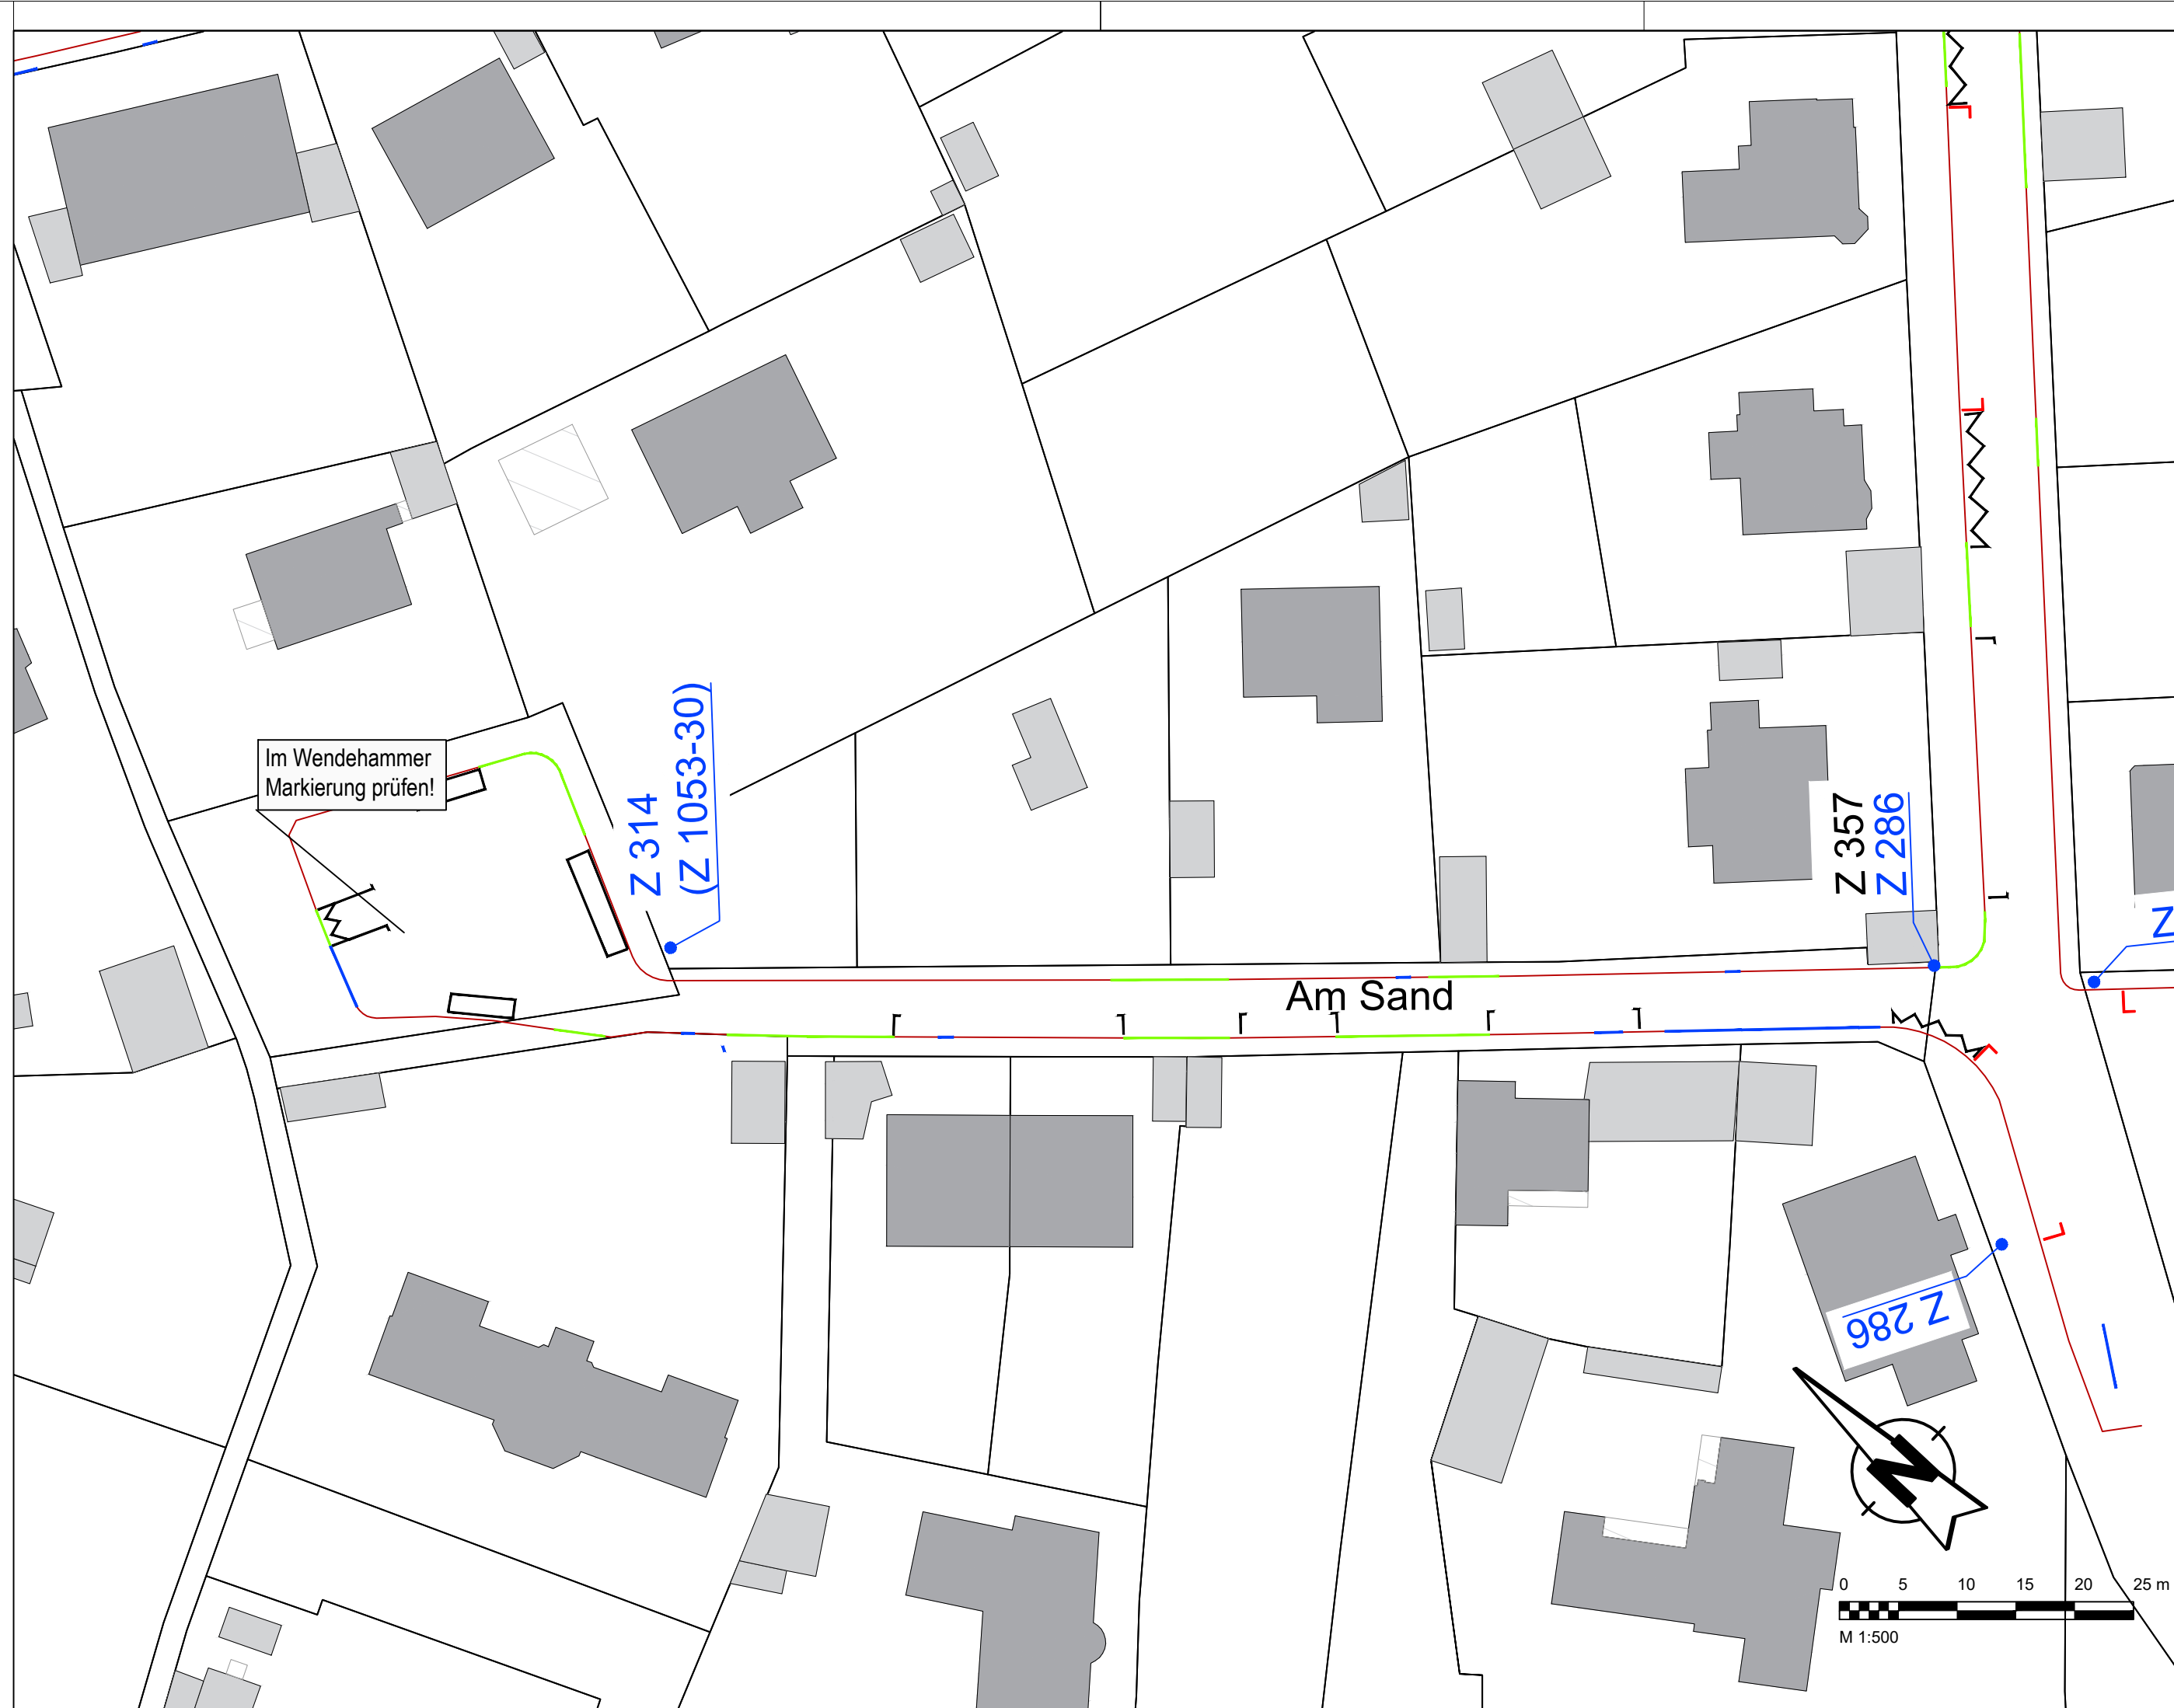 Im Wendehammer
Markierung prüfen!
Z 314
(Z 1053-30)
Z 357
Z 286
Z
Am Sand
Z 286
N
0 5 10 15 20 25 m
M 1:500